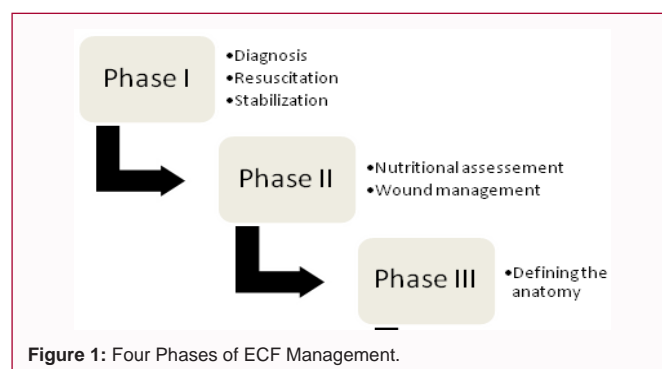 Phase I
•Diagnosis
•Resuscitation
•Stabilization
Phase II
•Nutritional assessement
•Wound management
Phase III
•Defining the
anatomy
Figure 1: Four Phases of ECF Management.